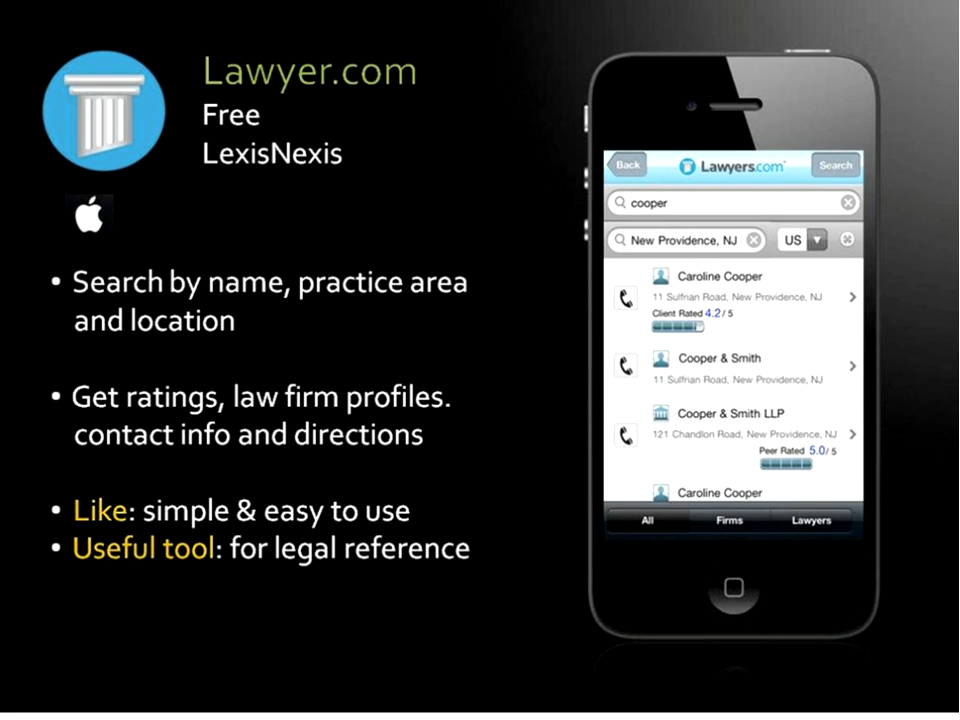 Lawyer.com
Free
LexisNexis
• Search by name, practice area
and location
• Get ratings, law firm profiles.
contact info and directions
• Like: simple & easy to use
• Useful tool: for legal reference
Back
Lawyers.com
Search
cooper
New Providence, NJ
US
Caroline Cooper
11 Sulfrian Road, New Providence, NJ
Client Rated 4.2 / 5
Cooper & Smith
11 Sulfrian Road, New Providence, NJ
Cooper & Smith LLP
121 Chandlon Road, New Providence, NJ
Peer Rated 5.0 / 5
Caroline Cooper
All Firms Lawyers